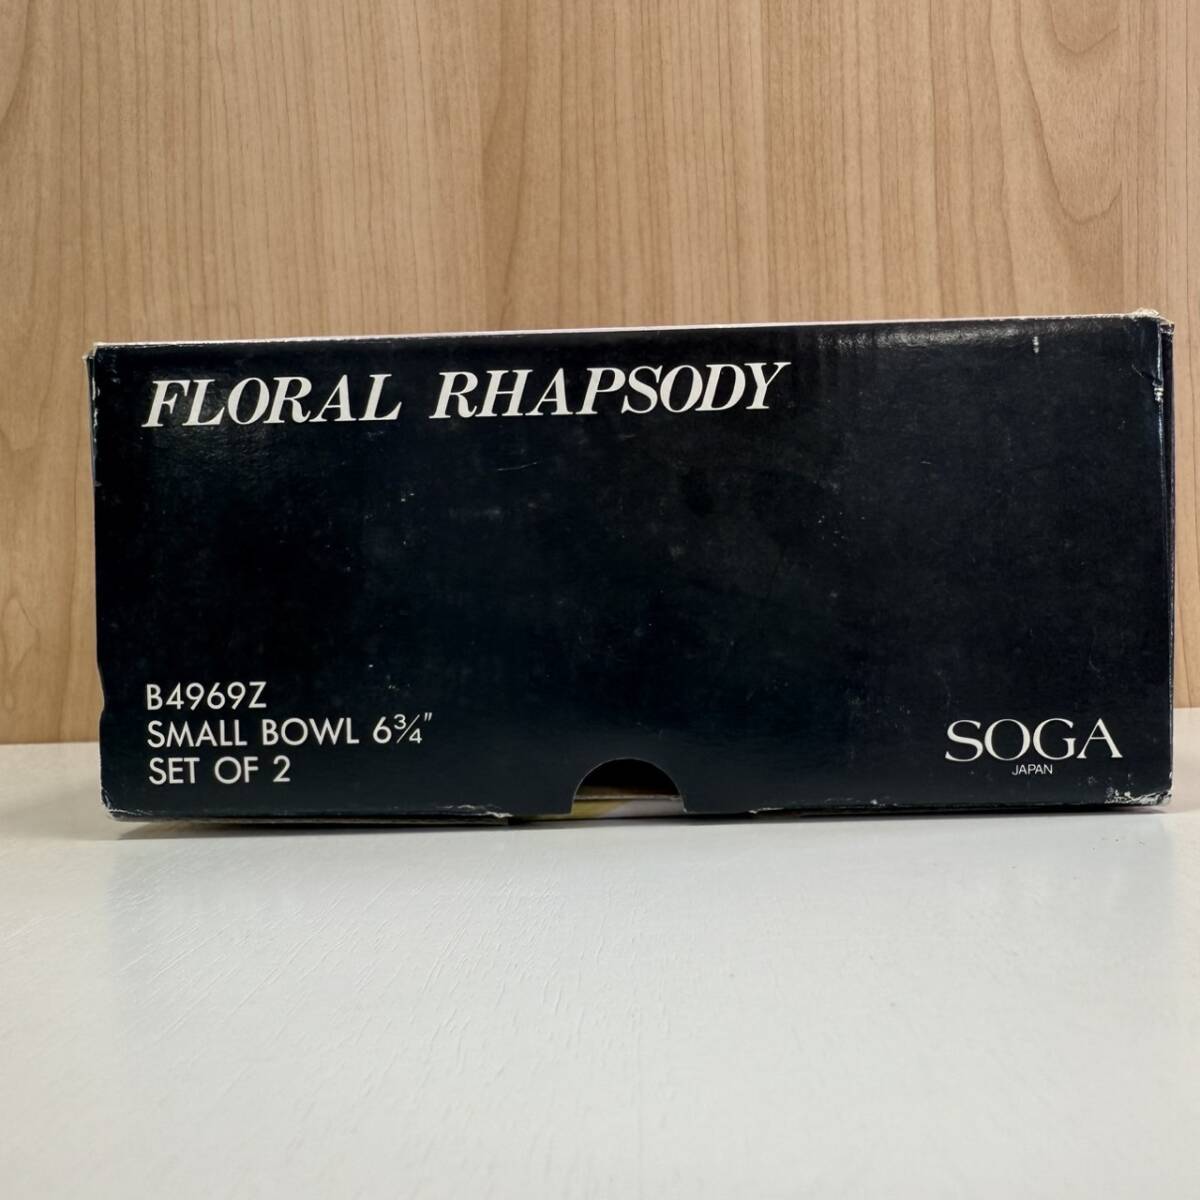 FLORAL RHAPSODY
B4969Z
SMALL BOWL 6¾"
SET OF 2
SOGA
JAPAN